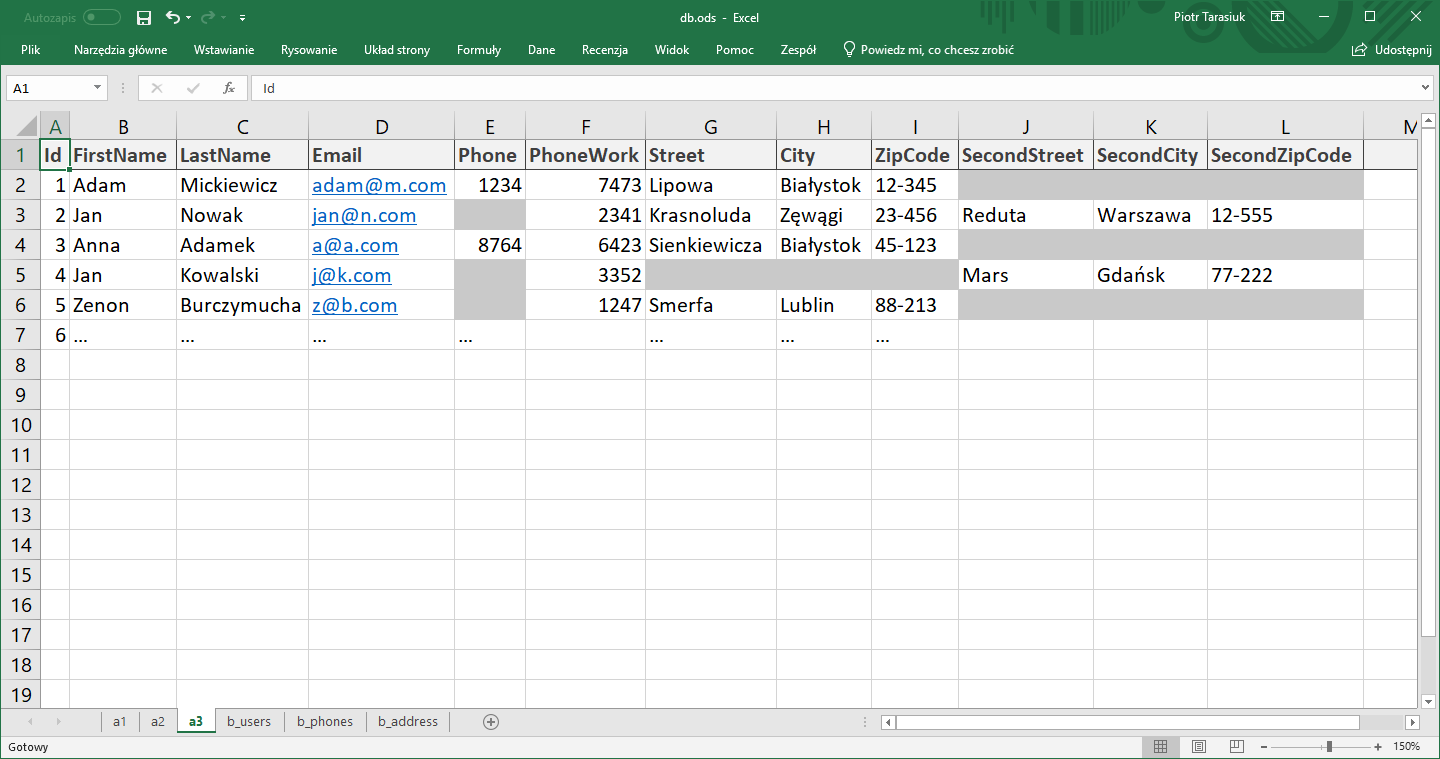 Autozapis db.ods - Excel Piotr Tarasiuk
Plik Narzędzia główne Wstawianie Rysowanie Układ strony Formuły Dane Recenzja Widok Pomoc Zespół Powiedz mi, co chcesz zrobić Udostępnij
A1 fx Id
A B C D E F G H I J K L M
1 Id FirstName LastName Email Phone PhoneWork Street City ZipCode SecondStreet SecondCity SecondZipCode
2 1 Adam Mickiewicz adam@m.com 1234 7473 Lipowa Białystok 12-345
3 2 Jan Nowak jan@n.com 2341 Krasnoluda Zęwągi 23-456 Reduta Warszawa 12-555
4 3 Anna Adamek a@a.com 8764 6423 Sienkiewicza Białystok 45-123
5 4 Jan Kowalski j@k.com 3352 Mars Gdańsk 77-222
6 5 Zenon Burczymucha z@b.com 1247 Smerfa Lublin 88-213
7 6 ... ... ... ... ... ... ...
8
9
10
11
12
13
14
15
16
17
18
19
a1 a2 a3 b_users b_phones b_address
Gotowy 150%